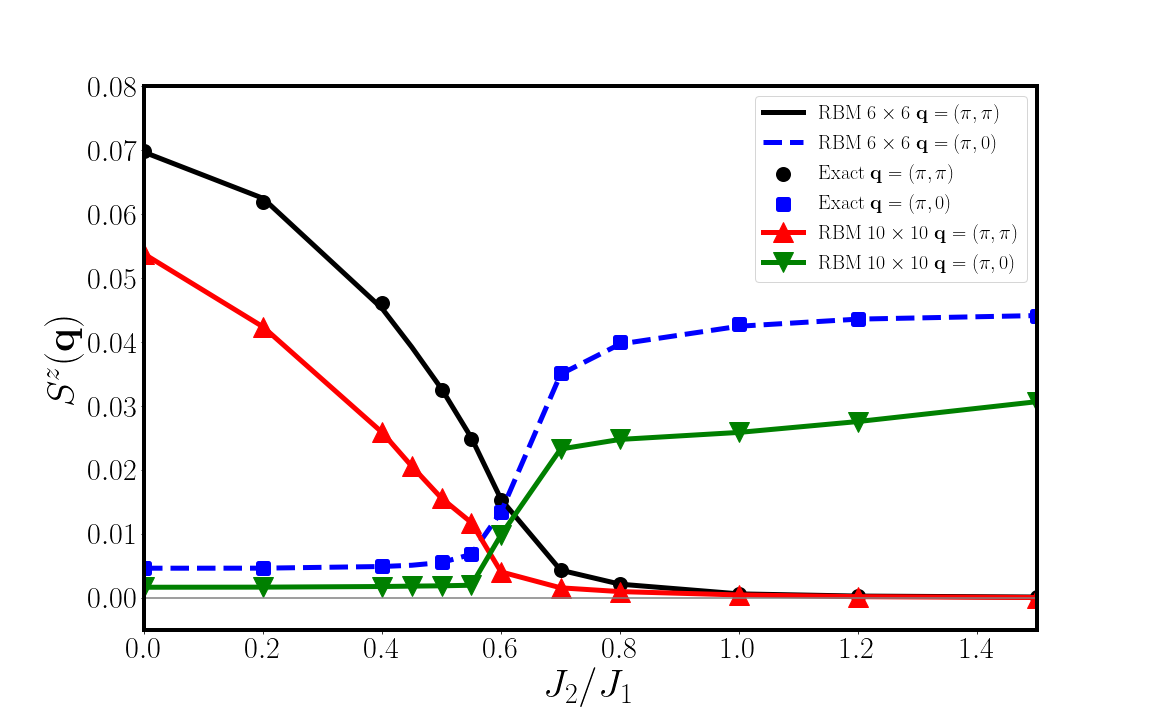 0.08
0.07
0.06
0.05
0.04
0.03
0.02
0.01
0.00
S^z(q)
RBM 6 × 6 q = (π, π)
RBM 6 × 6 q = (π, 0)
Exact q = (π, π)
Exact q = (π, 0)
RBM 10 × 10 q = (π, π)
RBM 10 × 10 q = (π, 0)
0.0 0.2 0.4 0.6 0.8 1.0 1.2 1.4
J₂/J₁